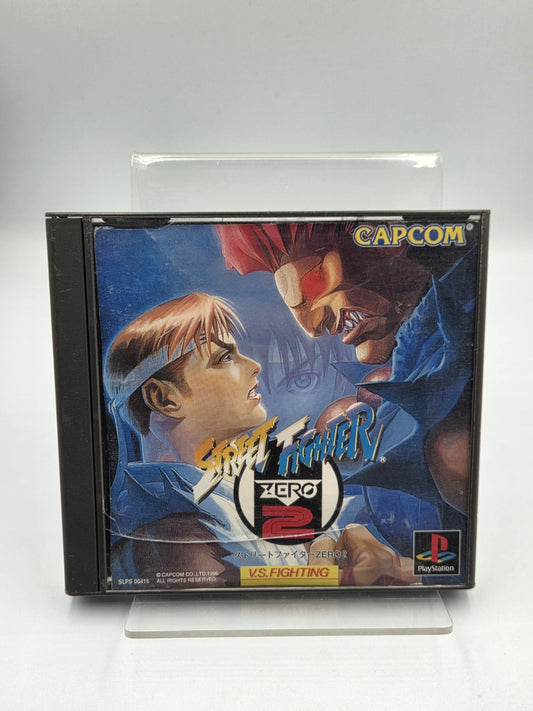 CAPCOM®
STREET FIGHTER®
ZERO
2
ストリートファイターZERO2
V.S. FIGHTING
© CAPCOM CO., LTD. 1996
ALL RIGHTS RESERVED.
SLPS 00415
PlayStation